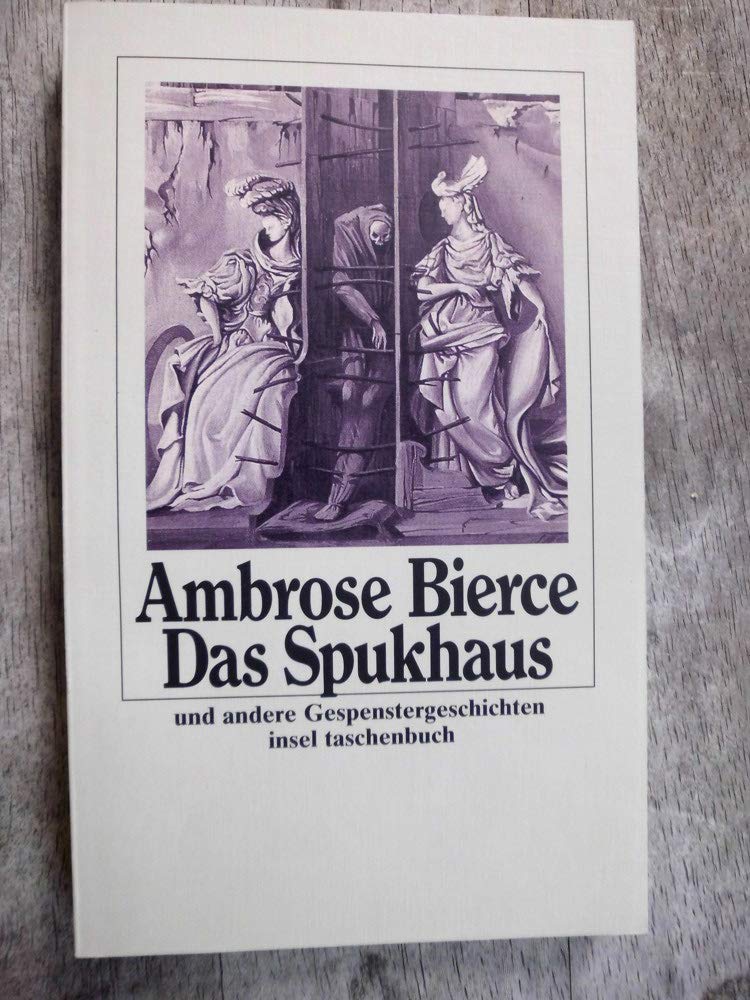 Ambrose Bierce
Das Spukhaus
und andere Gespenstergeschichten
insel taschenbuch